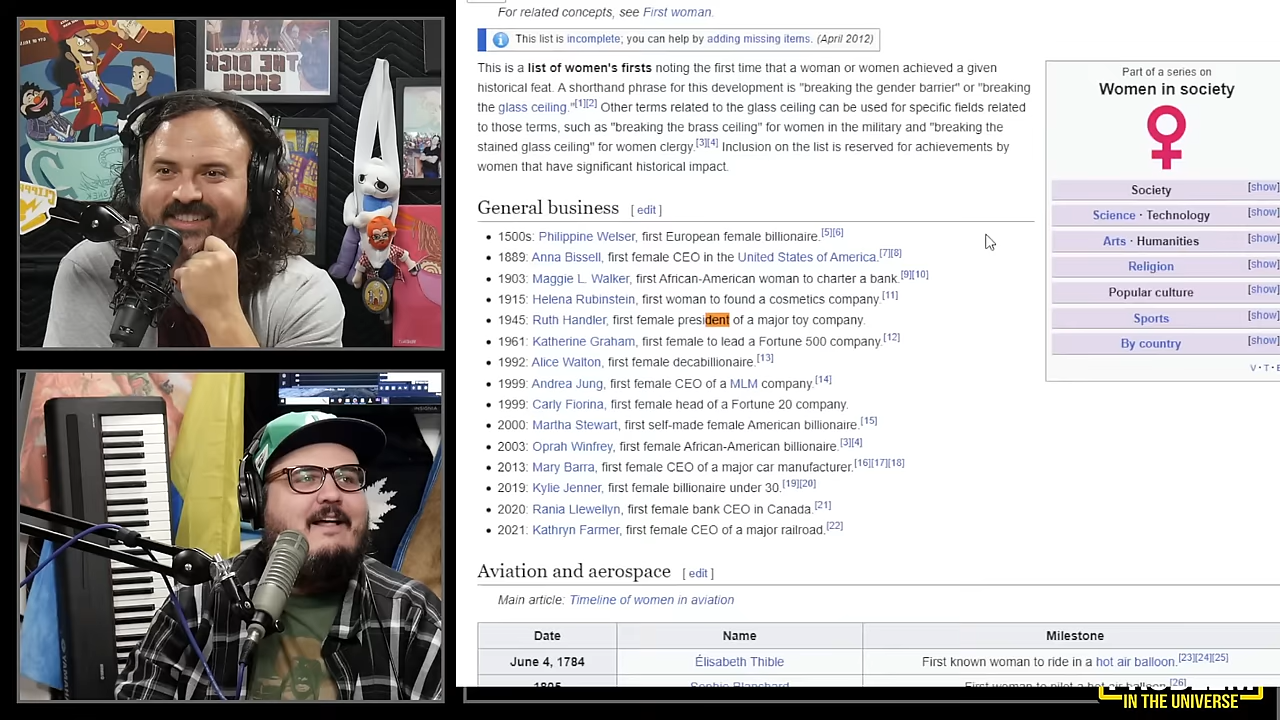 THE DICK
SHOW
For related concepts, see First woman.
This list is incomplete; you can help by adding missing items. (April 2012)
This is a list of women's firsts noting the first time that a woman or women achieved a given
historical feat. A shorthand phrase for this development is "breaking the gender barrier" or "breaking
the glass ceiling."[1][2] Other terms related to the glass ceiling can be used for specific fields related
to those terms, such as "breaking the brass ceiling" for women in the military and "breaking the
stained glass ceiling" for women clergy.[3][4] Inclusion on the list is reserved for achievements by
women that have significant historical impact.
Part of a series on
Women in society
Society [show]
Science · Technology [show]
Arts · Humanities [show]
Religion [show]
Popular culture [show]
Sports [show]
By country [show]
V · T · E
General business [ edit ]
• 1500s: Philippine Welser, first European female billionaire.[5][6]
• 1889: Anna Bissell, first female CEO in the United States of America.[7][8]
• 1903: Maggie L. Walker, first African-American woman to charter a bank.[9][10]
• 1915: Helena Rubinstein, first woman to found a cosmetics company.[11]
• 1945: Ruth Handler, first female president of a major toy company.
• 1961: Katherine Graham, first female to lead a Fortune 500 company.[12]
• 1992: Alice Walton, first female decabillionaire.[13]
• 1999: Andrea Jung, first female CEO of a MLM company.[14]
• 1999: Carly Fiorina, first female head of a Fortune 20 company.
• 2000: Martha Stewart, first self-made female American billionaire.[15]
• 2003: Oprah Winfrey, first female African-American billionaire.[3][4]
• 2013: Mary Barra, first female CEO of a major car manufacturer.[16][17][18]
• 2019: Kylie Jenner, first female billionaire under 30.[19][20]
• 2020: Rania Llewellyn, first female bank CEO in Canada.[21]
• 2021: Kathryn Farmer, first female CEO of a major railroad.[22]
Aviation and aerospace [ edit ]
Main article: Timeline of women in aviation
Date Name Milestone
June 4, 1784 Élisabeth Thible First known woman to ride in a hot air balloon.[23][24][25]
1805 Sophie Blanchard First woman to pilot a hot air balloon.[26]
IN THE UNIVERSE